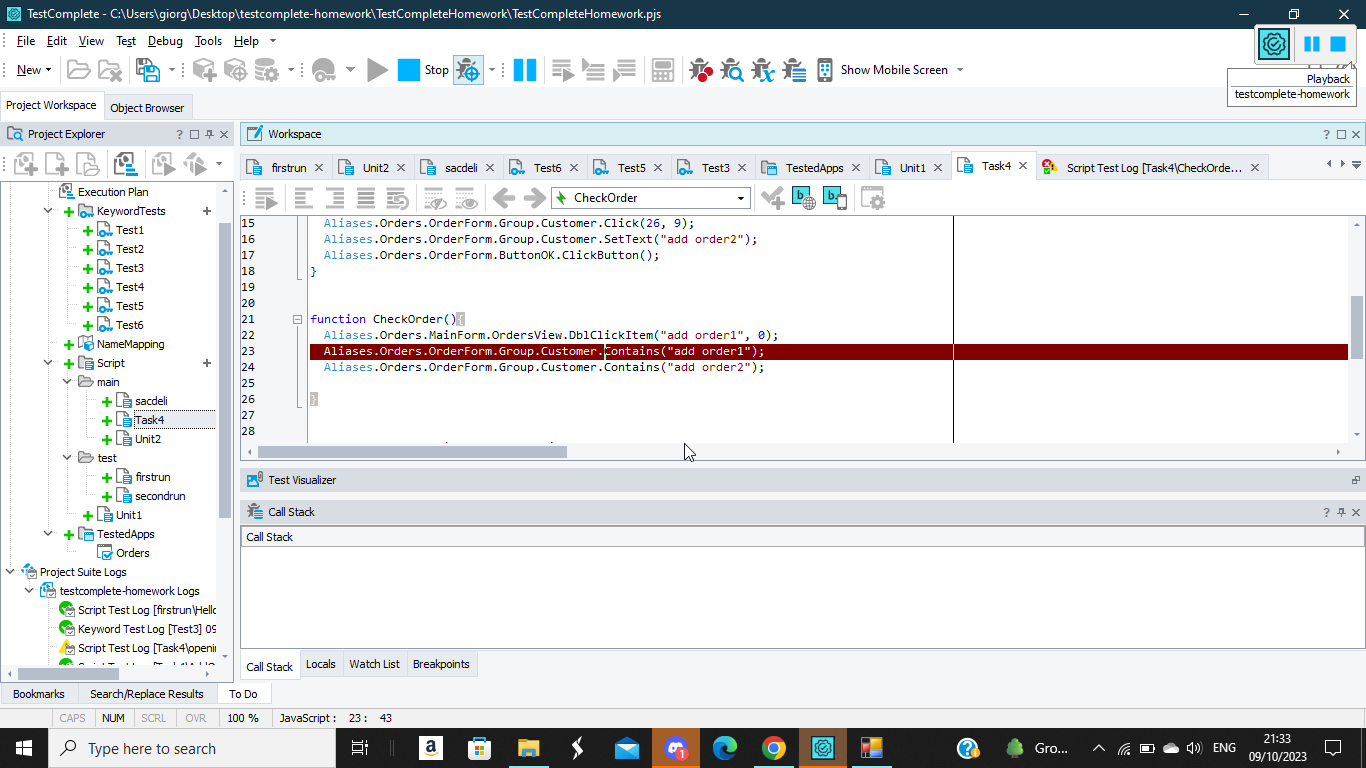 TestComplete - C:\Users\giorg\Desktop\testcomplete-homework\TestCompleteHomework\TestCompleteHomework.pjs
File Edit View Test Debug Tools Help
New Stop Show Mobile Screen
Playback
testcomplete-homework
Project Workspace Object Browser
Project Explorer
Workspace
firstrun Unit2 sacdeli Test6 Test5 Test3 TestedApps Unit1 Task4 Script Test Log [Task4\CheckOrde...
CheckOrder
Execution Plan
KeywordTests
Test1
Test2
Test3
Test4
Test5
Test6
NameMapping
Script
main
sacdeli
Task4
Unit2
test
firstrun
secondrun
Unit1
TestedApps
Orders
Project Suite Logs
testcomplete-homework Logs
Script Test Log [firstrun\Hello
Keyword Test Log [Test3] 09
Script Test Log [Task4\openin
15 Aliases.Orders.OrderForm.Group.Customer.Click(26, 9);
16 Aliases.Orders.OrderForm.Group.Customer.SetText("add order2");
17 Aliases.Orders.OrderForm.ButtonOK.ClickButton();
18 }
19
20
21 function CheckOrder(){
22 Aliases.Orders.MainForm.OrdersView.DblClickItem("add order1", 0);
23 Aliases.Orders.OrderForm.Group.Customer.Contains("add order1");
24 Aliases.Orders.OrderForm.Group.Customer.Contains("add order2");
25
26 }
27
28
Test Visualizer
Call Stack
Call Stack
Call Stack Locals Watch List Breakpoints
Bookmarks Search/Replace Results To Do
CAPS NUM SCRL OVR 100 % JavaScript : 23 : 43
Type here to search
Gro... ENG
21:33
09/10/2023